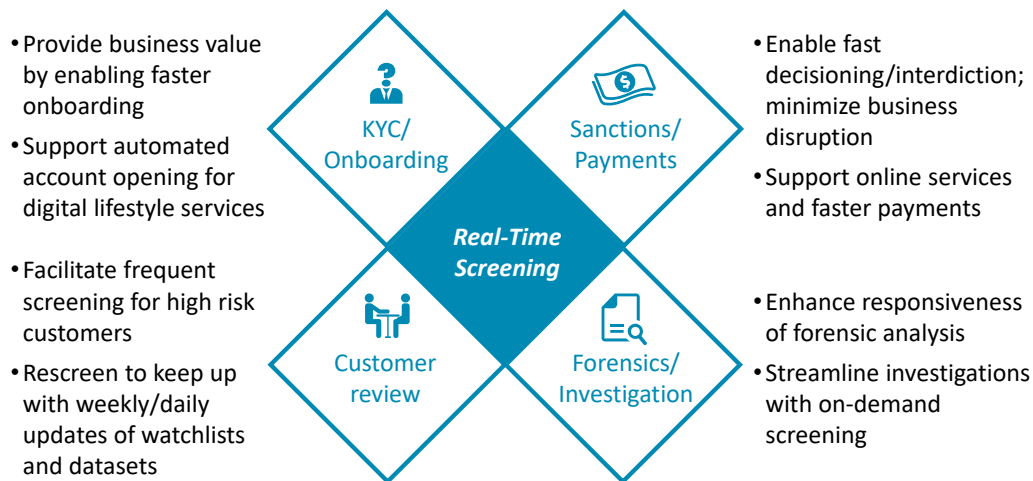 • Provide business value
by enabling faster
onboarding
• Support automated
account opening for
digital lifestyle services
KYC/
Onboarding
Sanctions/
Payments
• Enable fast
decisioning/interdiction;
minimize business
disruption
• Support online services
and faster payments
Real-Time
Screening
• Facilitate frequent
screening for high risk
customers
• Rescreen to keep up
with weekly/daily
updates of watchlists
and datasets
Customer
review
Forensics/
Investigation
• Enhance responsiveness
of forensic analysis
• Streamline investigations
with on-demand
screening